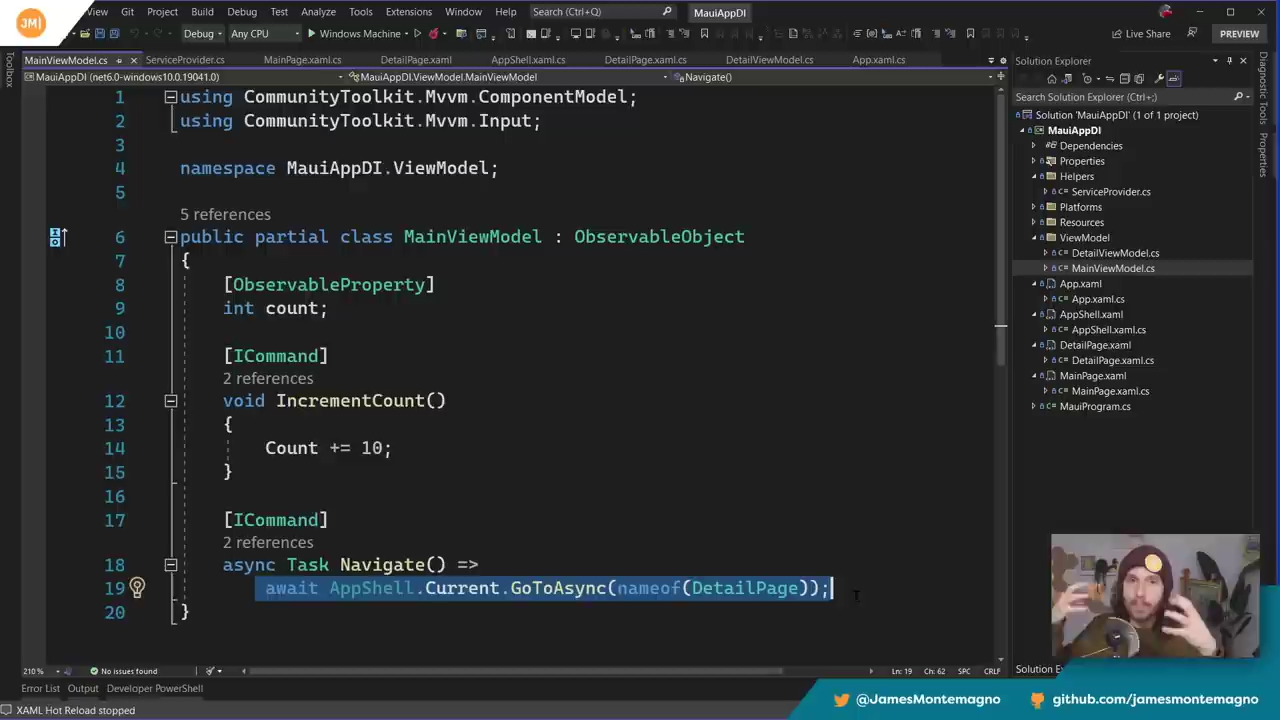 JM|
File Edit View Git Project Build Debug Test Analyze Tools Extensions Window Help Search (Ctrl+Q) MauiAppDI
Debug Any CPU Windows Machine Live Share PREVIEW
Toolbox
MainViewModel.cs ServiceProvider.cs MainPage.xaml.cs DetailPage.xaml AppShell.xaml.cs DetailPage.xaml.cs DetailViewModel.cs App.xaml.cs
MauiAppDI (net6.0-windows10.0.19041.0) MauiAppDI.ViewModel.MainViewModel Navigate()
1 using CommunityToolkit.Mvvm.ComponentModel;
2 using CommunityToolkit.Mvvm.Input;
3
4 namespace MauiAppDI.ViewModel;
5
5 references
6 public partial class MainViewModel : ObservableObject
7 {
8 [ObservableProperty]
9 int count;
10
11 [ICommand]
2 references
12 void IncrementCount()
13 {
14 Count += 10;
15 }
16
17 [ICommand]
2 references
18 async Task Navigate() =>
19 await AppShell.Current.GoToAsync(nameof(DetailPage));
20 }
210 % No issues found Ln: 19 Ch: 62 SPC CRLF
Error List Output Developer PowerShell
XAML Hot Reload stopped
Solution Explorer
Search Solution Explorer (Ctrl+;)
Solution 'MauiAppDI' (1 of 1 project)
MauiAppDI
Dependencies
Properties
Helpers
ServiceProvider.cs
Platforms
Resources
ViewModel
DetailViewModel.cs
MainViewModel.cs
App.xaml
App.xaml.cs
AppShell.xaml
AppShell.xaml.cs
DetailPage.xaml
DetailPage.xaml.cs
MainPage.xaml
MainPage.xaml.cs
MauiProgram.cs
Solution Ex
Diagnostic Tools
Properties
@JamesMontemagno github.com/jamesmontemagno